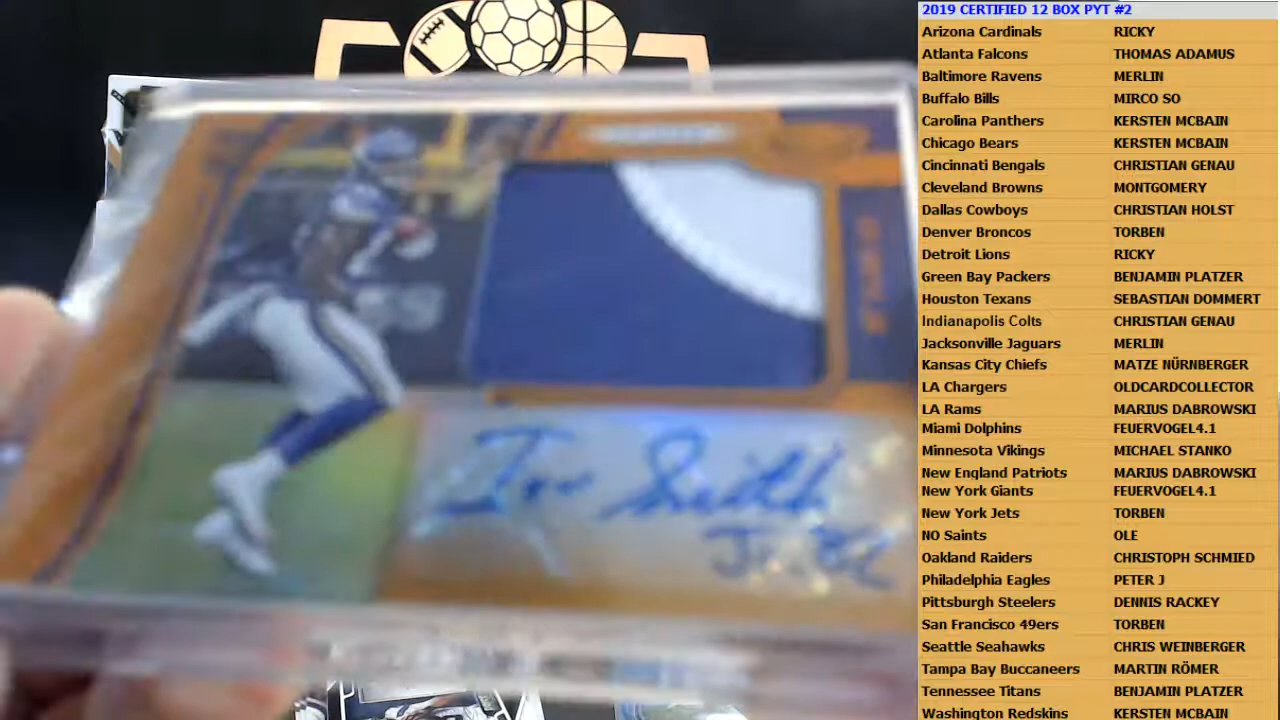 2019 CERTIFIED 12 BOX PYT #2
Arizona Cardinals RICKY
Atlanta Falcons THOMAS ADAMUS
Baltimore Ravens MERLIN
Buffalo Bills MIRCO SO
Carolina Panthers KERSTEN MCBAIN
Chicago Bears KERSTEN MCBAIN
Cincinnati Bengals CHRISTIAN GENAU
Cleveland Browns MONTGOMERY
Dallas Cowboys CHRISTIAN HOLST
Denver Broncos TORBEN
Detroit Lions RICKY
Green Bay Packers BENJAMIN PLATZER
Houston Texans SEBASTIAN DOMMERT
Indianapolis Colts CHRISTIAN GENAU
Jacksonville Jaguars MERLIN
Kansas City Chiefs MATZE NÜRNBERGER
LA Chargers OLDCARDCOLLECTOR
LA Rams MARIUS DABROWSKI
Miami Dolphins FEUERVOGEL4.1
Minnesota Vikings MICHAEL STANKO
New England Patriots MARIUS DABROWSKI
New York Giants FEUERVOGEL4.1
New York Jets TORBEN
NO Saints OLE
Oakland Raiders CHRISTOPH SCHMIED
Philadelphia Eagles PETER J
Pittsburgh Steelers DENNIS RACKEY
San Francisco 49ers TORBEN
Seattle Seahawks CHRIS WEINBERGER
Tampa Bay Buccaneers MARTIN RÖMER
Tennessee Titans BENJAMIN PLATZER
Washington Redskins KERSTEN MCBAIN
Irv Smith
Jr 82